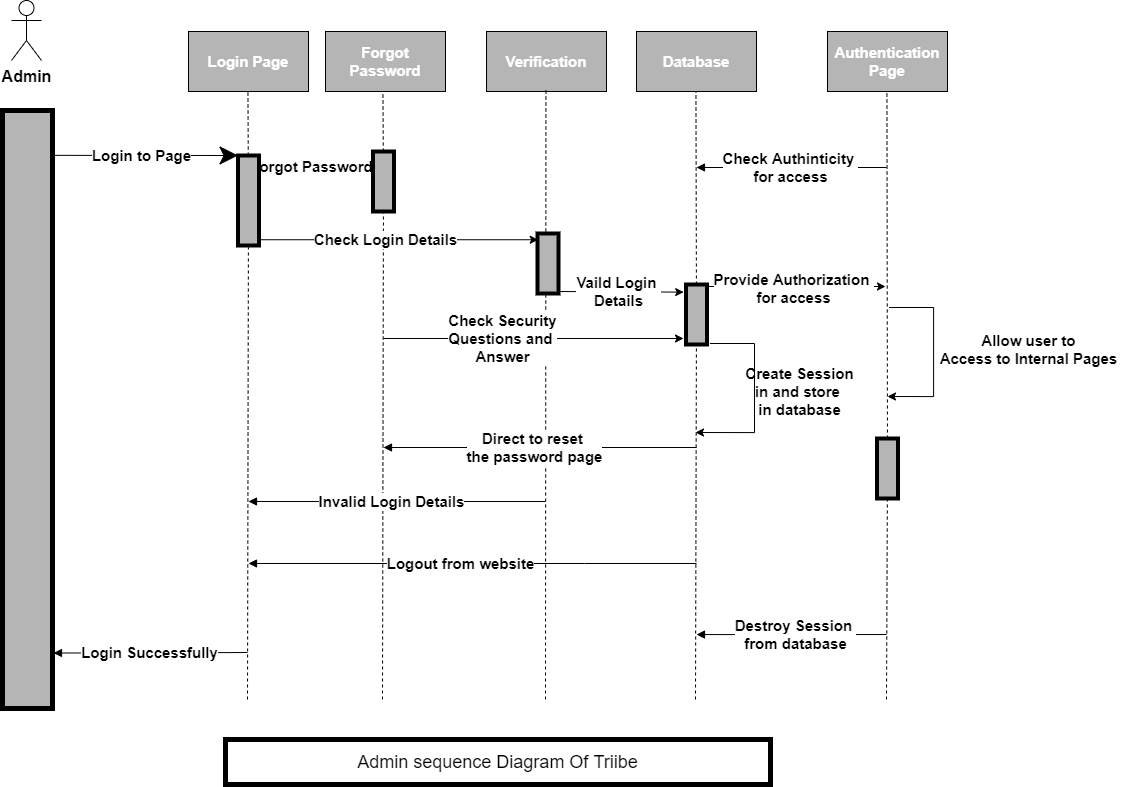 Admin
Login Page
Forgot
Password
Verification
Database
Authentication
Page
Login to Page
orgot Password
Check Authinticity
for access
Check Login Details
Vaild Login
Details
Provide Authorization
for access
Check Security
Questions and
Answer
Allow user to
Access to Internal Pages
Create Session
in and store
in database
Direct to reset
the password page
Invalid Login Details
Logout from website
Destroy Session
from database
Login Successfully
Admin sequence Diagram Of Triibe